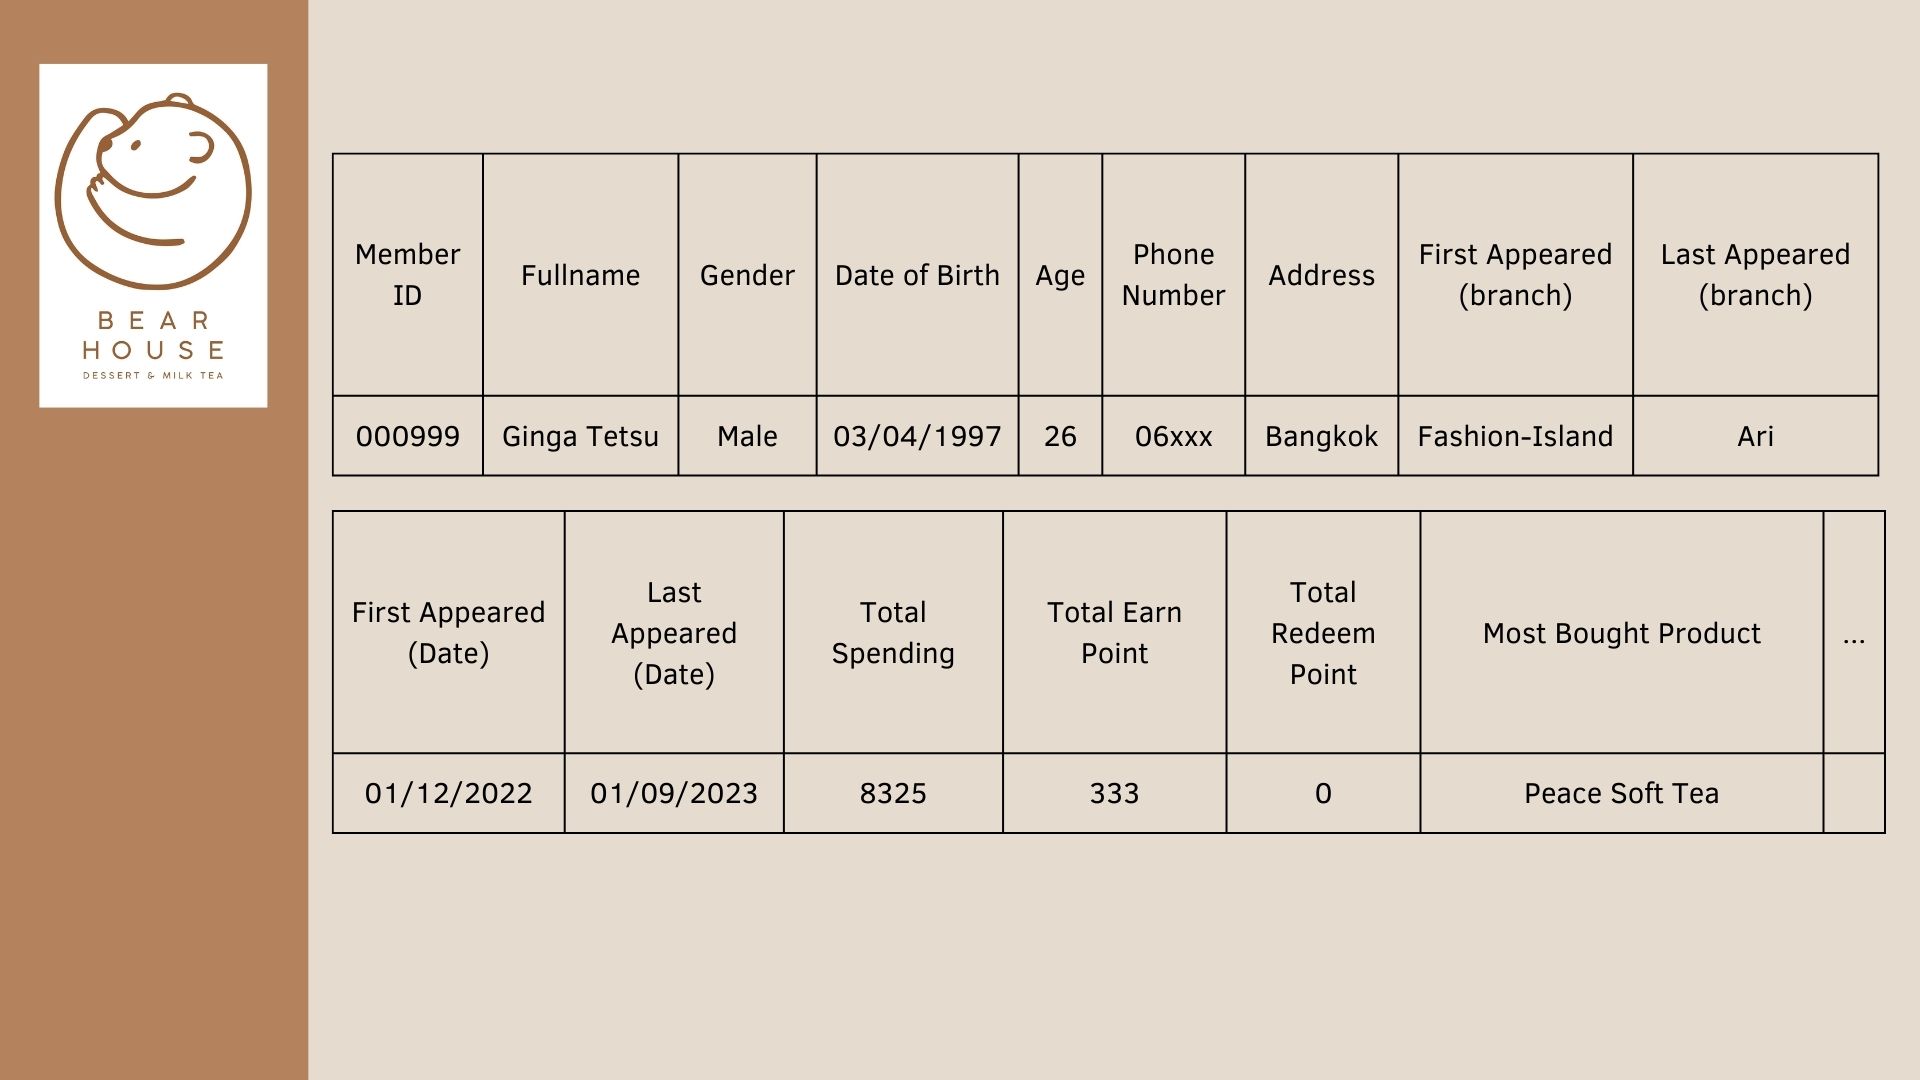 BEAR
HOUSE
DESSERT & MILK TEA
Member
ID
Fullname
Gender
Date of Birth
Age
Phone
Number
Address
First Appeared
(branch)
Last Appeared
(branch)
000999
Ginga Tetsu
Male
03/04/1997
26
06xxx
Bangkok
Fashion-Island
Ari
First Appeared
(Date)
Last
Appeared
(Date)
Total
Spending
Total Earn
Point
Total
Redeem
Point
Most Bought Product
...
01/12/2022
01/09/2023
8325
333
0
Peace Soft Tea